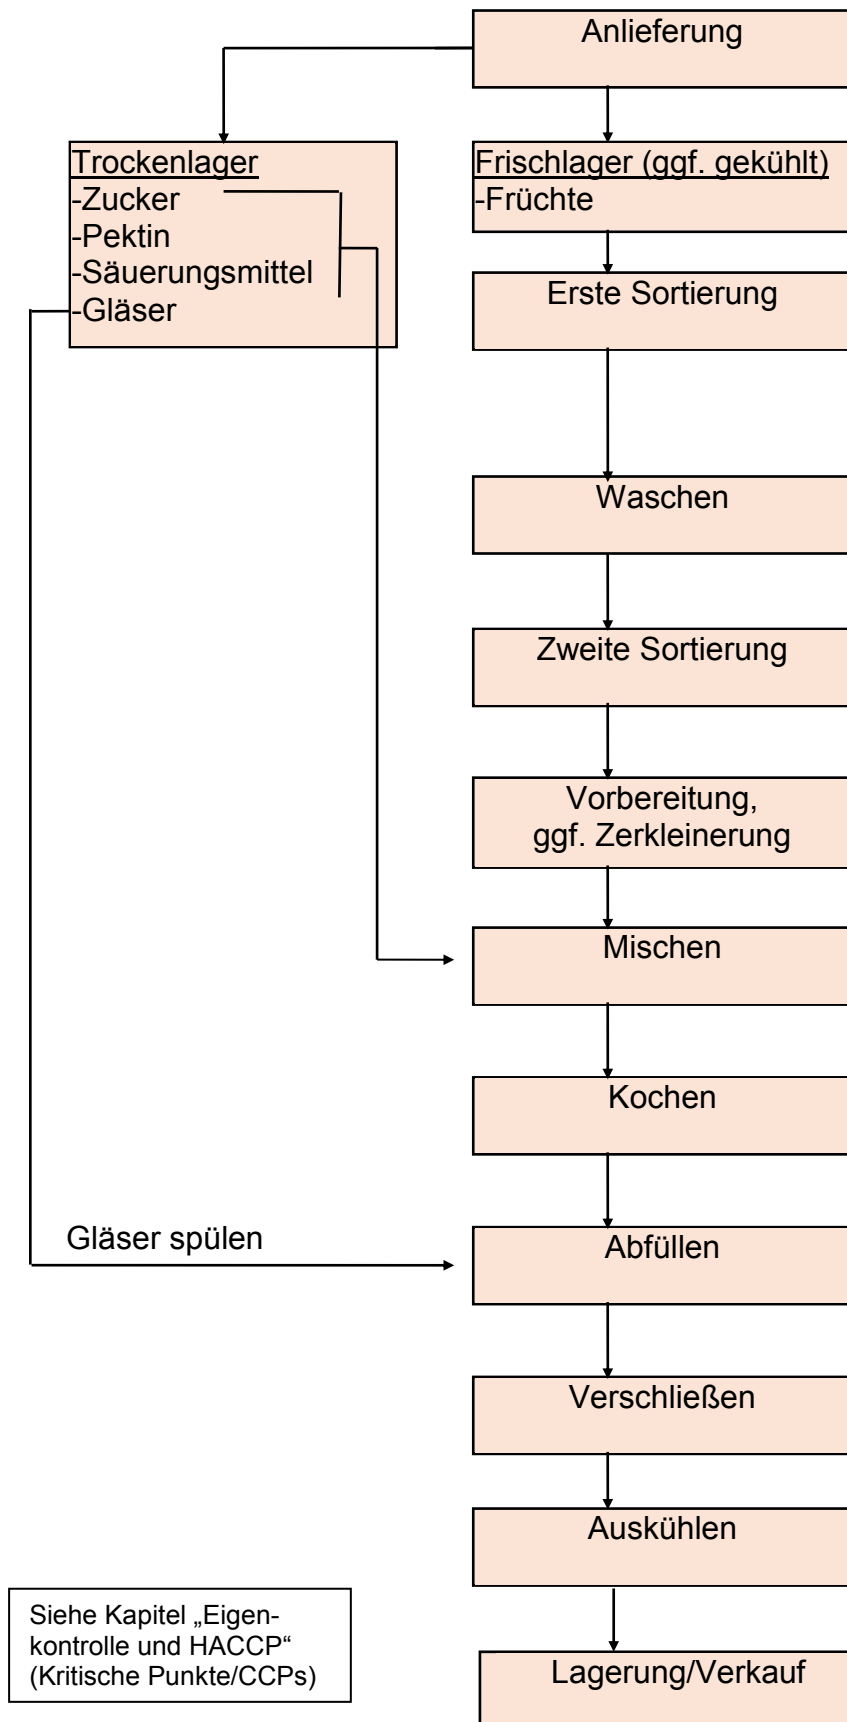 Anlieferung
Trockenlager
-Zucker
-Pektin
-Säuerungsmittel
-Gläser
Frischlager (ggf. gekühlt)
-Früchte
Erste Sortierung
Waschen
Zweite Sortierung
Vorbereitung,
ggf. Zerkleinerung
Mischen
Kochen
Gläser spülen
Abfüllen
Verschließen
Auskühlen
Siehe Kapitel „Eigen-
kontrolle und HACCP“
(Kritische Punkte/CCPs)
Lagerung/Verkauf